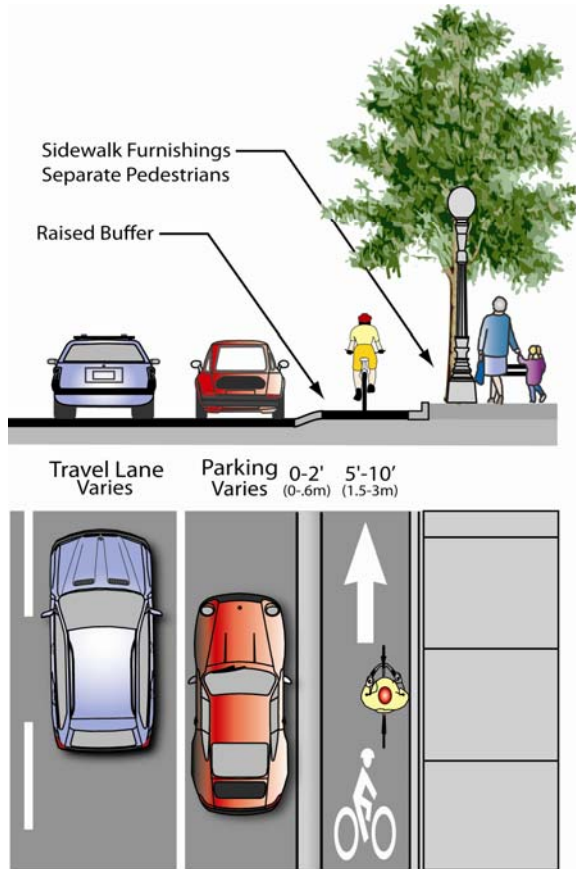 Sidewalk Furnishings
Separate Pedestrians
Raised Buffer
Travel Lane
Varies
Parking
Varies
0-2'
(0-.6m)
5'-10’
(1.5-3m)